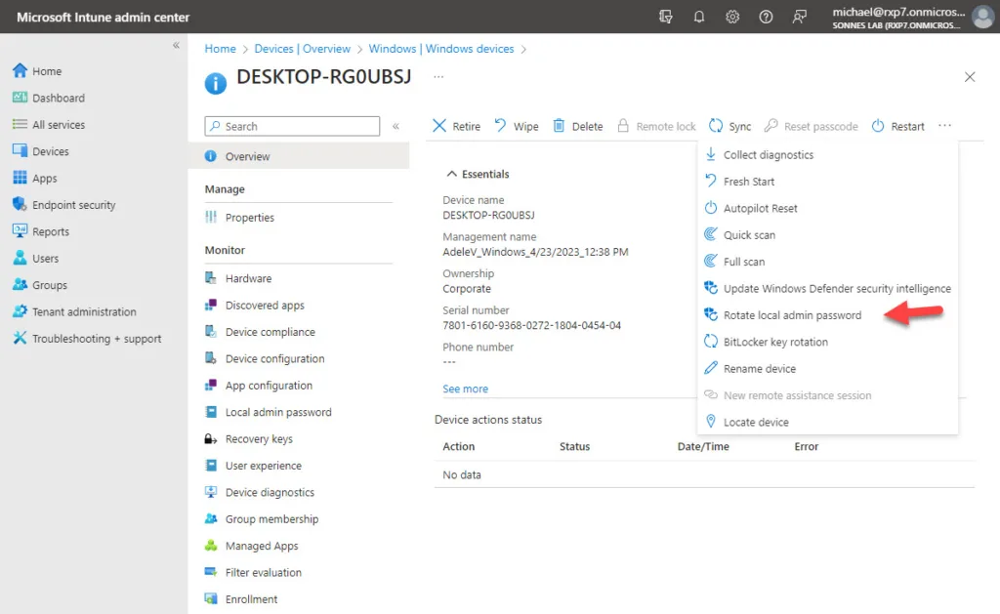 Microsoft Intune admin center
michael@rxp7.onmicros...
SONNES LAB (RXP7.ONMICROS...
«
Home
Dashboard
All services
Devices
Apps
Endpoint security
Reports
Users
Groups
Tenant administration
Troubleshooting + support
Home > Devices | Overview > Windows | Windows devices >
DESKTOP-RG0UBSJ ...
Search
«
Overview
Manage
Properties
Monitor
Hardware
Discovered apps
Device compliance
Device configuration
App configuration
Local admin password
Recovery keys
User experience
Device diagnostics
Group membership
Managed Apps
Filter evaluation
Enrollment
Retire Wipe Delete Remote lock Sync Reset passcode Restart ...
Essentials
Device name
DESKTOP-RG0UBSJ
Management name
AdeleV_Windows_4/23/2023_12:38 PM
Ownership
Corporate
Serial number
7801-6160-9368-0272-1804-0454-04
Phone number
---
See more
Device actions status
Action Status Date/Time Error
No data
Collect diagnostics
Fresh Start
Autopilot Reset
Quick scan
Full scan
Update Windows Defender security intelligence
Rotate local admin password
BitLocker key rotation
Rename device
New remote assistance session
Locate device